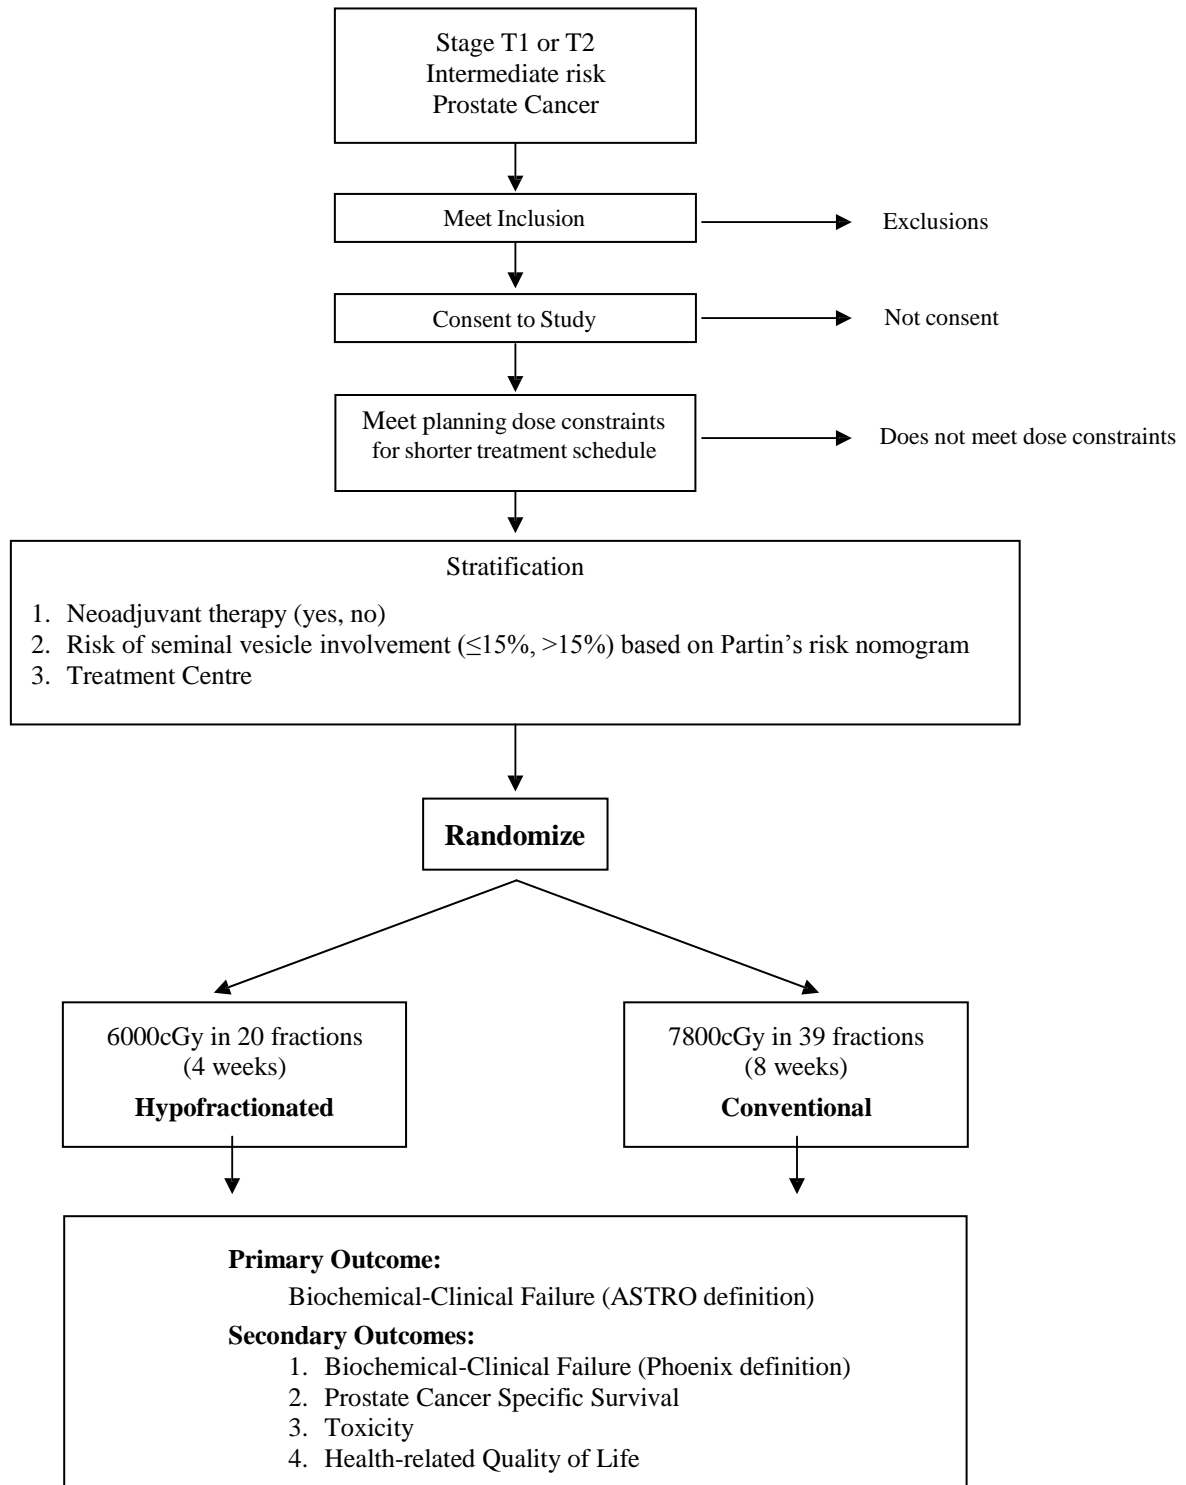 Stage T1 or T2
Intermediate risk
Prostate Cancer
Meet Inclusion
Exclusions
Consent to Study
Not consent
Meet planning dose constraints
for shorter treatment schedule
Does not meet dose constraints
Stratification
1. Neoadjuvant therapy (yes, no)
2. Risk of seminal vesicle involvement (≤15%, >15%) based on Partin’s risk nomogram
3. Treatment Centre
Randomize
6000cGy in 20 fractions
(4 weeks)
Hypofractionated
7800cGy in 39 fractions
(8 weeks)
Conventional
Primary Outcome:
Biochemical-Clinical Failure (ASTRO definition)
Secondary Outcomes:
1. Biochemical-Clinical Failure (Phoenix definition)
2. Prostate Cancer Specific Survival
3. Toxicity
4. Health-related Quality of Life